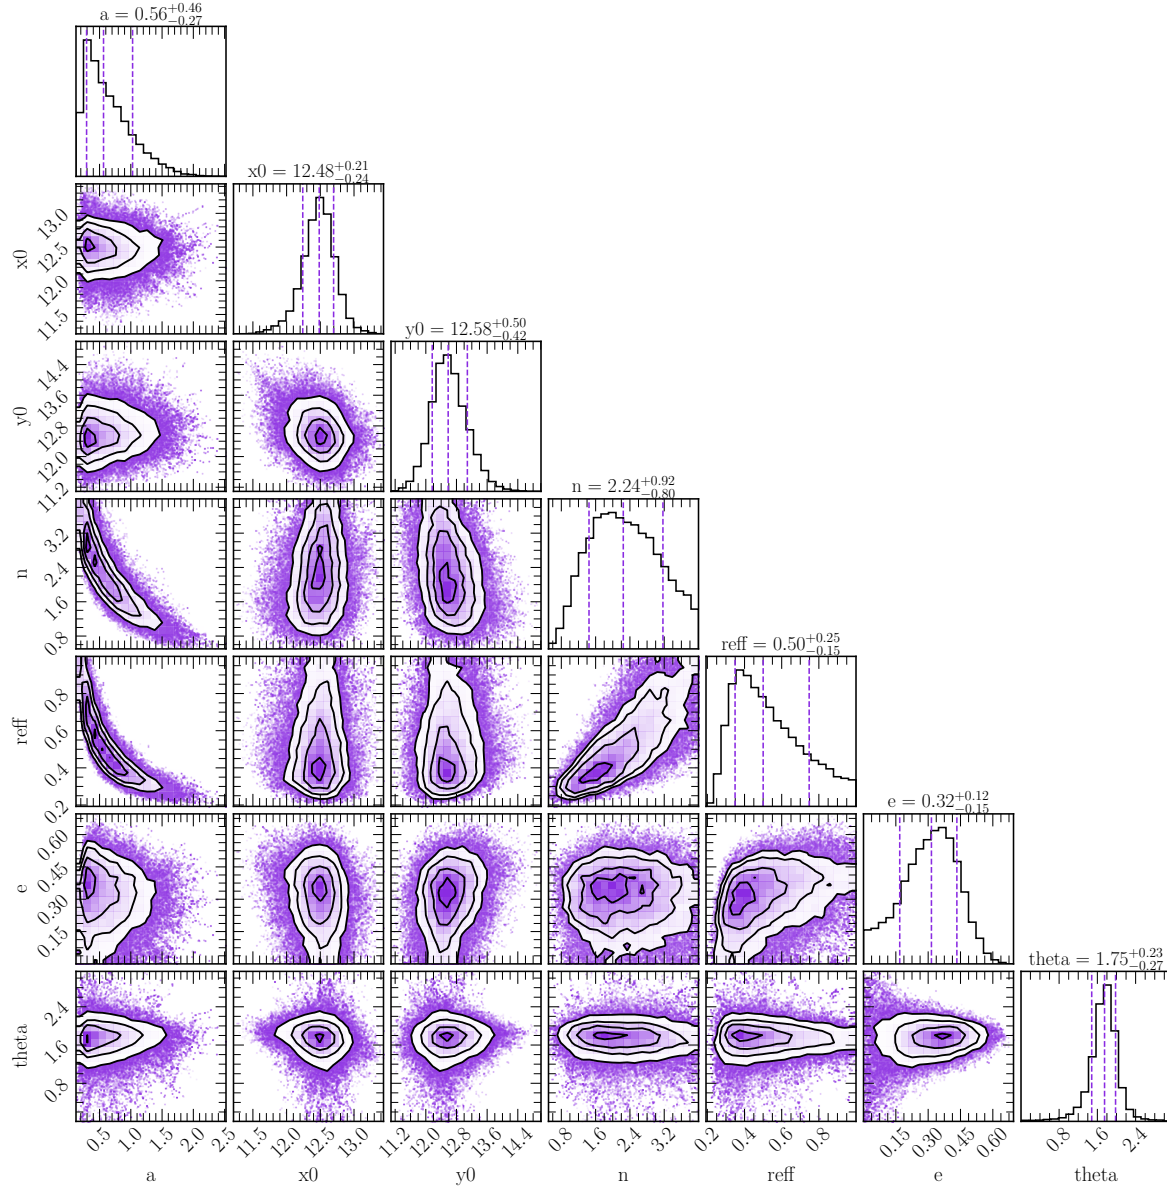 a = 0.56^{+0.46}_{-0.27}
x0 = 12.48^{+0.21}_{-0.24}
x0
13.0
12.5
12.0
11.5
y0 = 12.58^{+0.50}_{-0.42}
y0
14.4
13.6
12.8
12.0
11.2
n = 2.24^{+0.92}_{-0.80}
n
3.2
2.4
1.6
0.8
reff = 0.50^{+0.25}_{-0.15}
reff
0.8
0.6
0.4
0.2
e = 0.32^{+0.12}_{-0.15}
e
0.60
0.45
0.30
0.15
theta = 1.75^{+0.23}_{-0.27}
theta
2.4
1.6
0.8
0.5 1.0 1.5 2.0 2.5
11.5 12.0 12.5 13.0
11.2 12.0 12.8 13.6 14.4
0.8 1.6 2.4 3.2
0.2 0.4 0.6 0.8
0.15 0.30 0.45 0.60
0.8 1.6 2.4
a x0 y0 n reff e theta